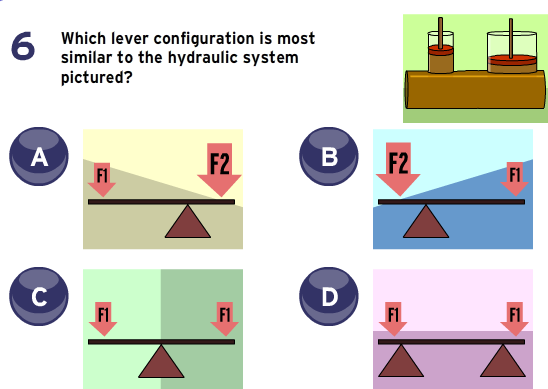 6 Which lever configuration is most
similar to the hydraulic system
pictured?
A
F1 F2
B
F2 F1
C
F1 F1
D
F1 F1